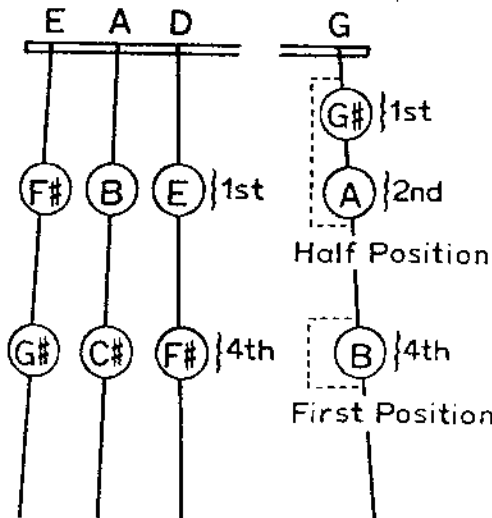 E A D G
G# }1st
F# B E }1st A }2nd
Half Position
G# C# F# }4th B }4th
First Position